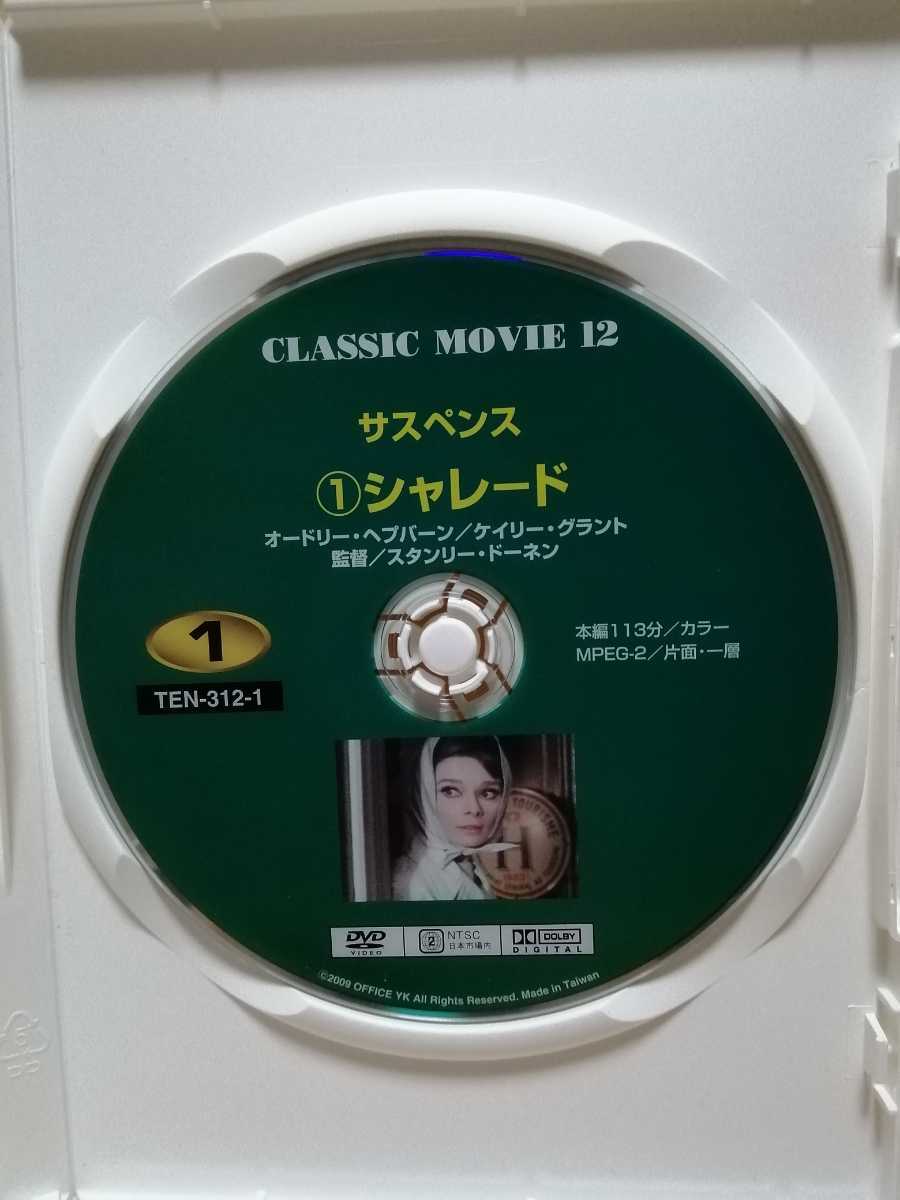 CLASSIC MOVIE 12
サスペンス
①シャレード
オードリー・ヘプバーン／ケイリー・グラント
監督／スタンリー・ドーネン
1
TEN-312-1
本編113分／カラー
MPEG-2／片面・一層
TOURISME
H
DVD
VIDEO
2
NTSC
日本市場内
DOLBY
DIGITAL
©2009 OFFICE YK All Rights Reserved. Made in Taiwan